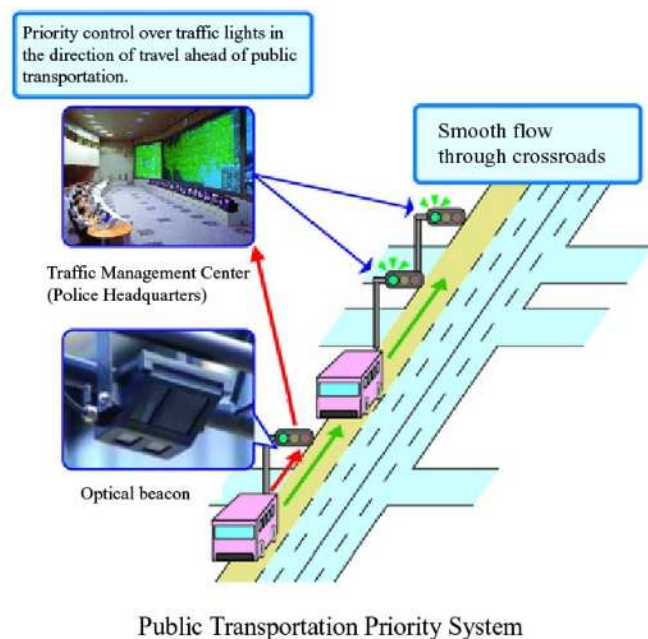 Priority control over traffic lights in
the direction of travel ahead of public
transportation.
Smooth flow
through crossroads
Traffic Management Center
(Police Headquarters)
Optical beacon
Public Transportation Priority System